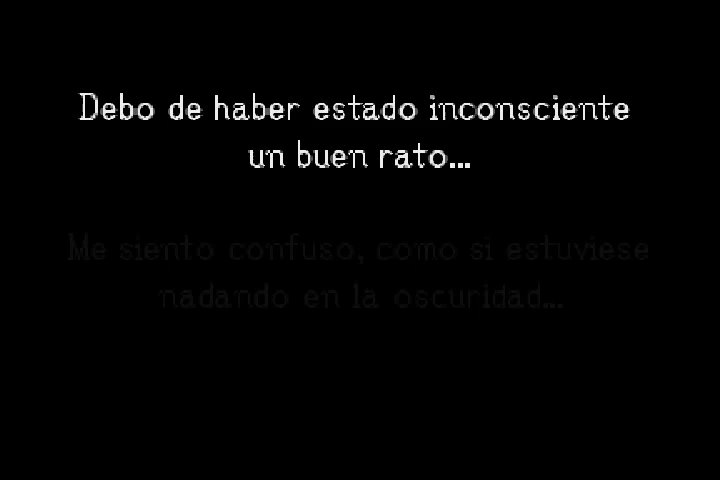 Debo de haber estado inconsciente
un buen rato...
Me siento confuso, como si estuviese
nadando en la oscuridad...